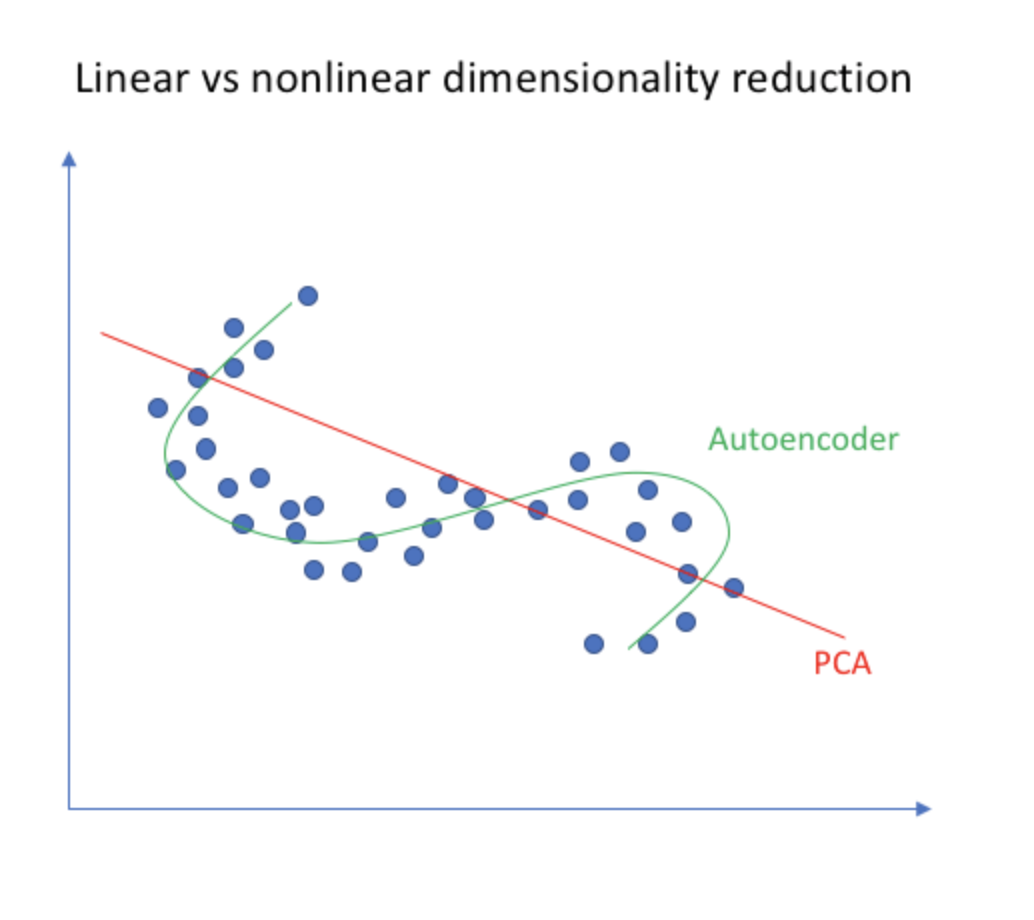 Linear vs nonlinear dimensionality reduction
Autoencoder
PCA